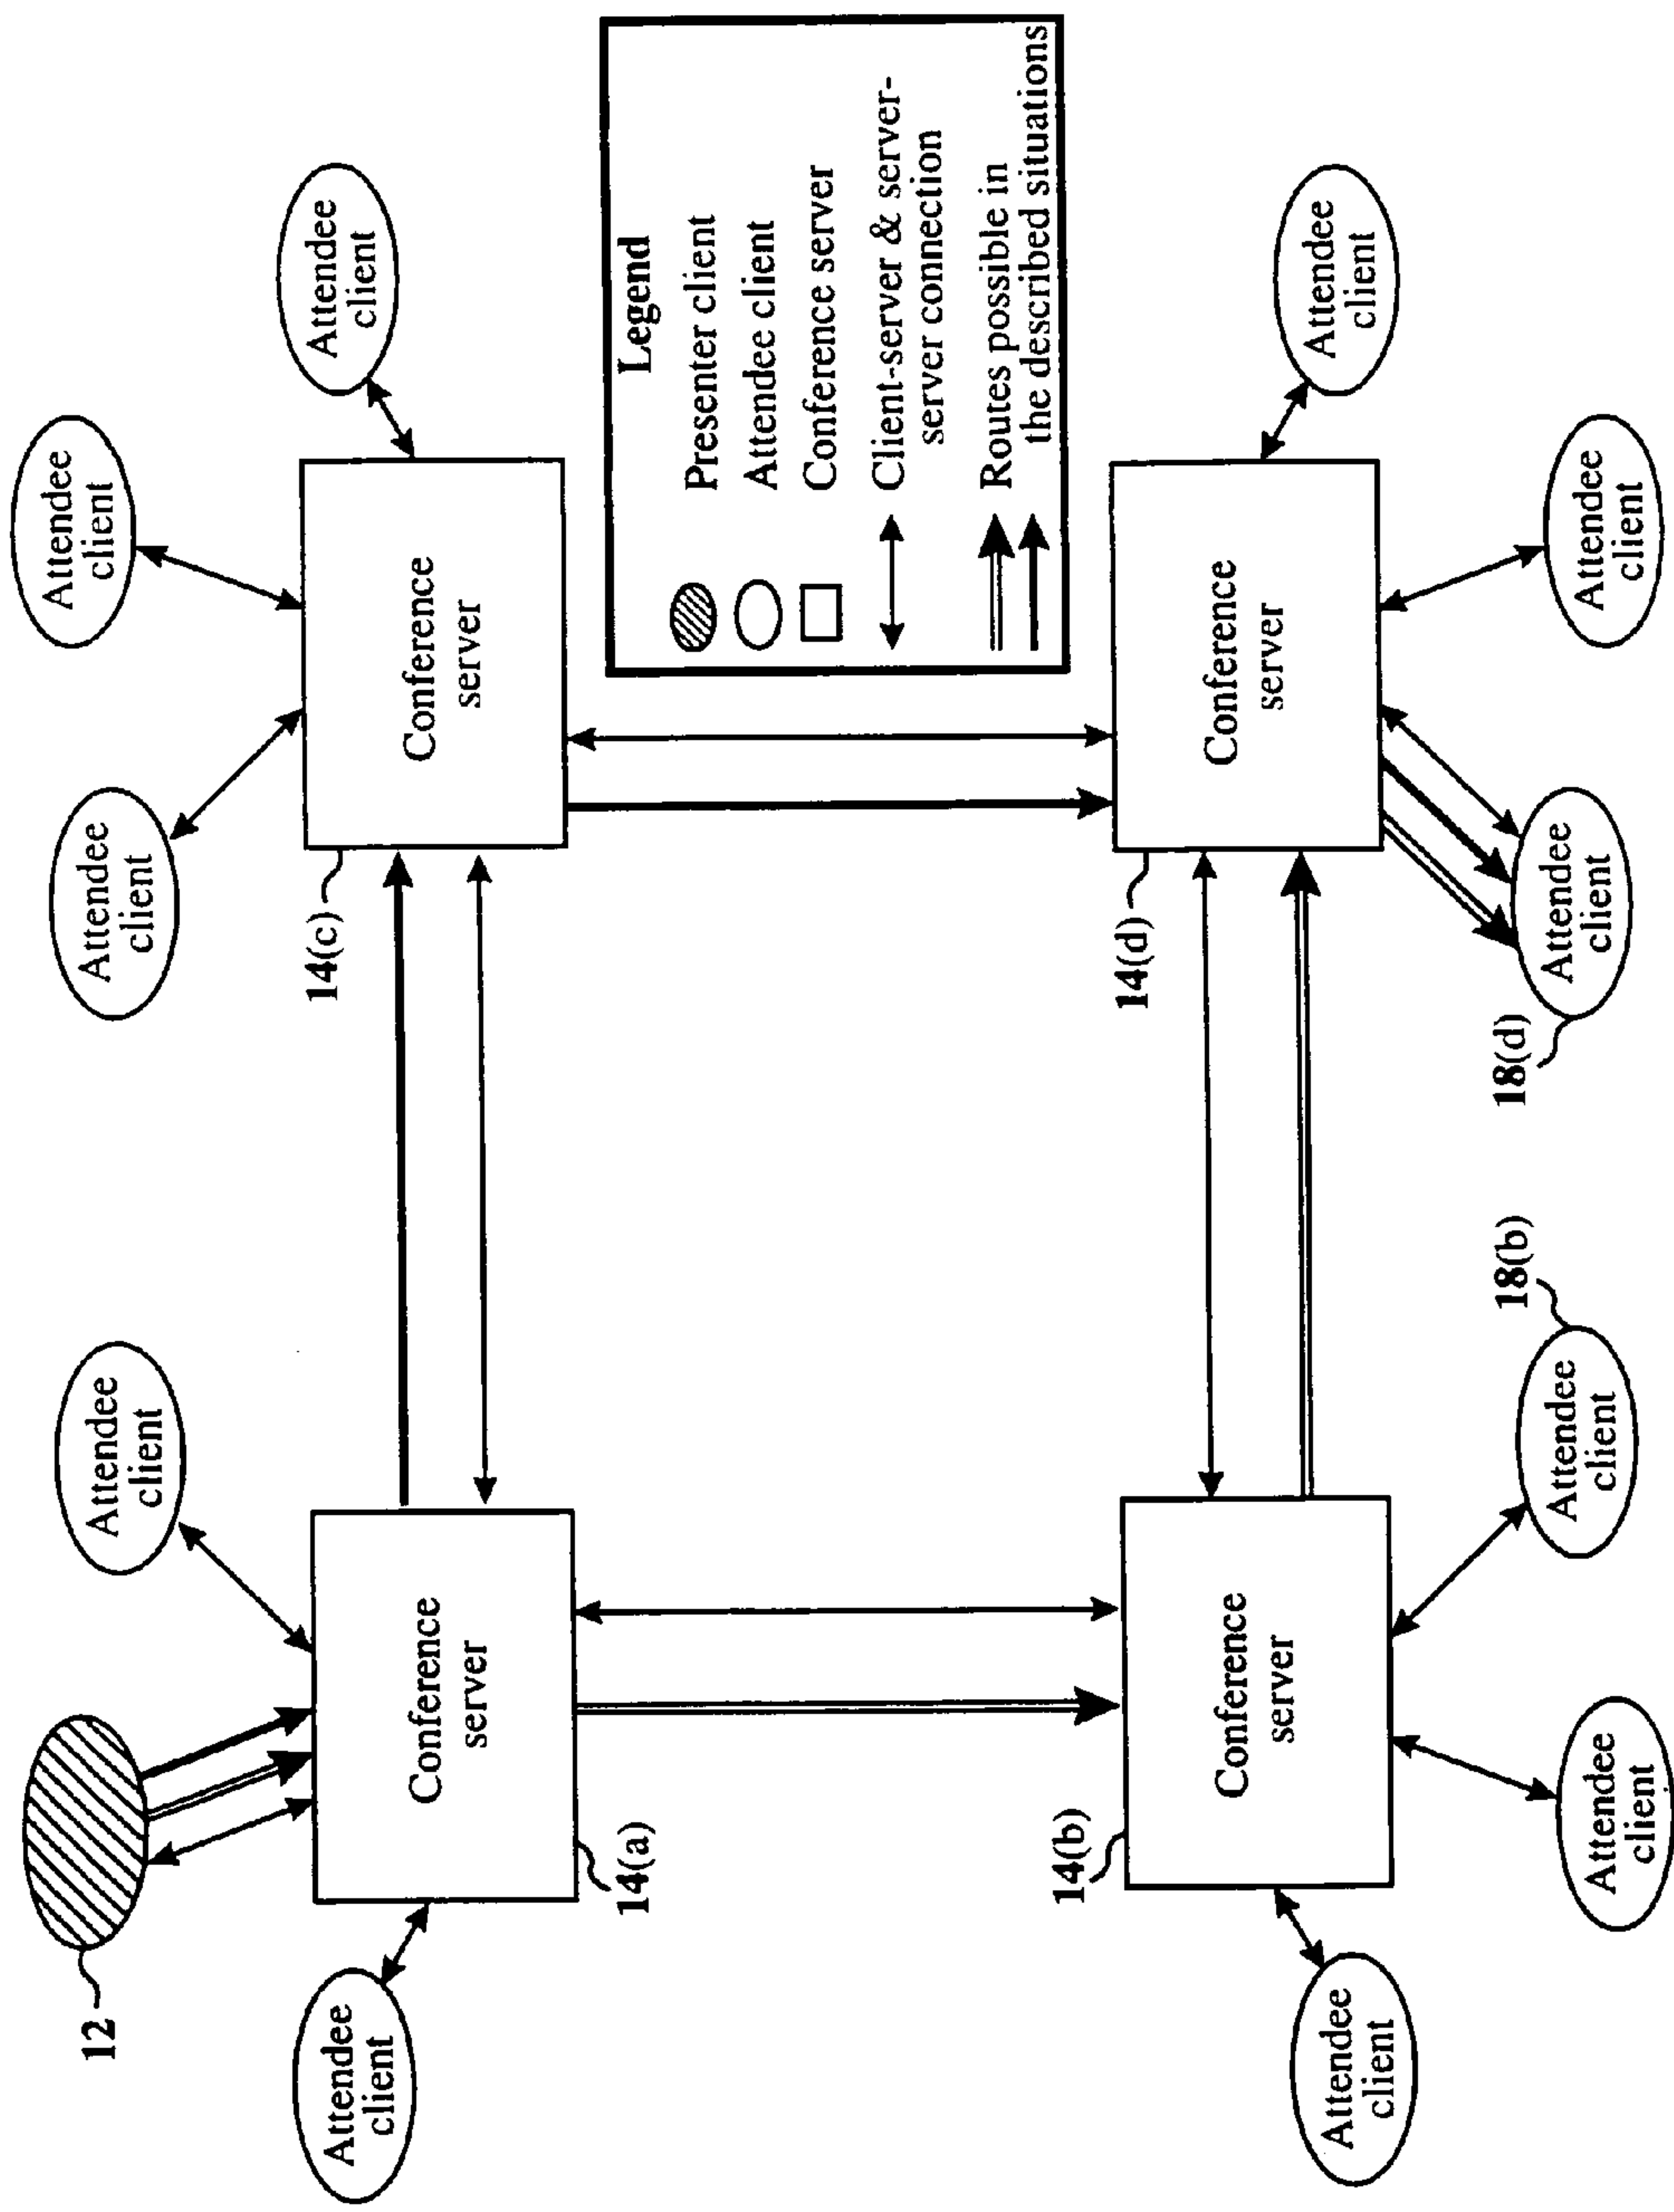 12
Attendee
client
Attendee
client
Attendee
client
Attendee
client
Attendee
client
14(c)
Conference
server
Conference
server
14(a)
Legend
Presenter client
Attendee client
Conference server
Client-server & server-
server connection
Routes possible in
the described situations
14(b)
14(d)
Conference
server
Conference
server
Attendee
client
Attendee
client
18(b)
18(d)
Attendee
client
Attendee
client
Attendee
client
Attendee
client